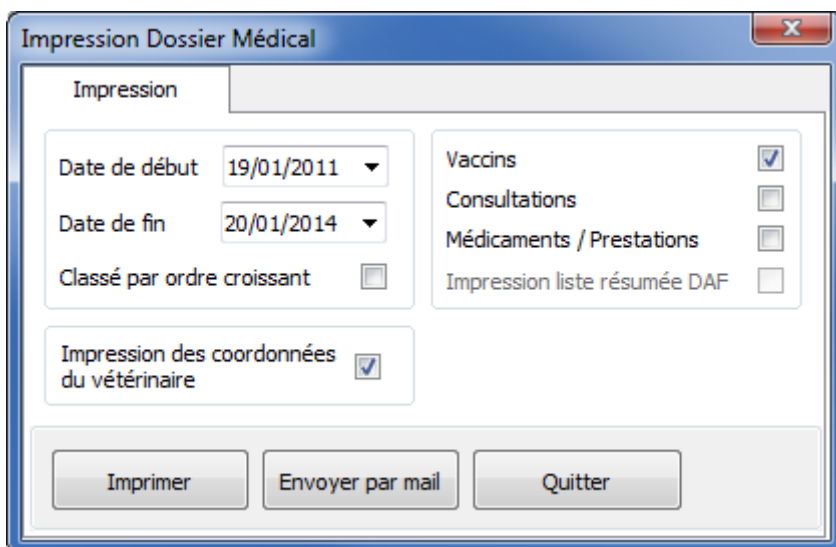 Impression Dossier Médical
Impression
Date de début 19/01/2011
Date de fin 20/01/2014
Classé par ordre croissant
Vaccins
Consultations
Médicaments / Prestations
Impression liste résumée DAF
Impression des coordonnées
du vétérinaire
Imprimer Envoyer par mail Quitter